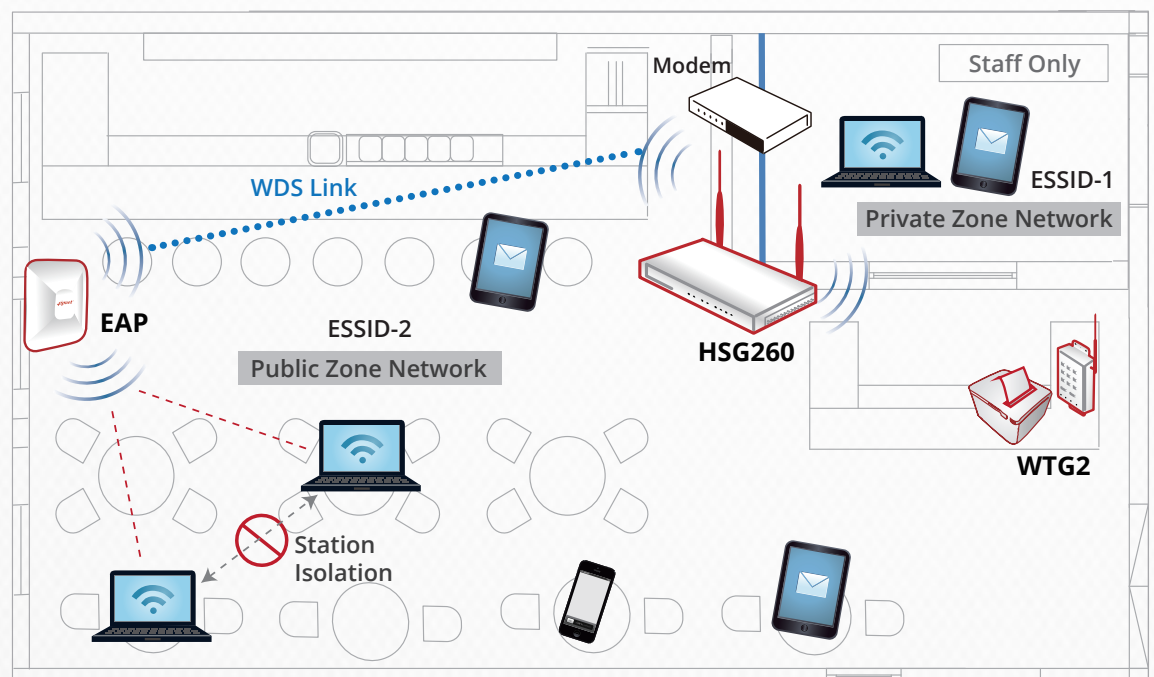 Modem
Staff Only
WDS Link
ESSID-1
Private Zone Network
EAP
ESSID-2
Public Zone Network
HSG260
WTG2
Station
Isolation